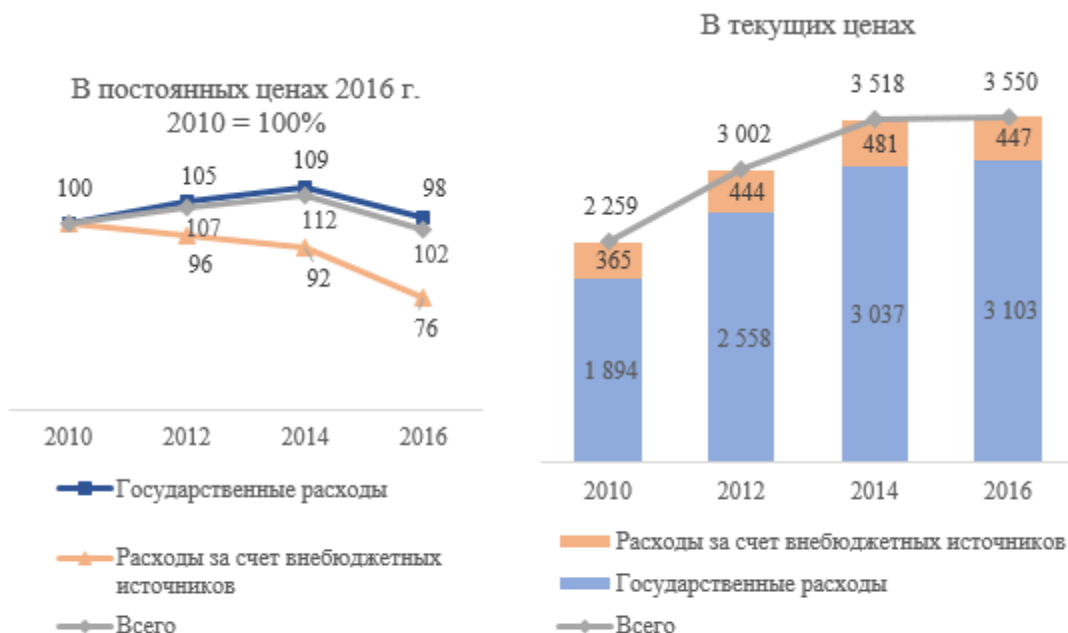 В постоянных ценах 2016 г.
2010 = 100%
100
105
109
98
107
112
102
96
92
76
2010 2012 2014 2016
Государственные расходы
Расходы за счет внебюджетных
источников
Всего
В текущих ценах
2 259
3 002
3 518
3 550
365
444
481
447
1 894
2 558
3 037
3 103
2010 2012 2014 2016
Расходы за счет внебюджетных источников
Государственные расходы
Всего